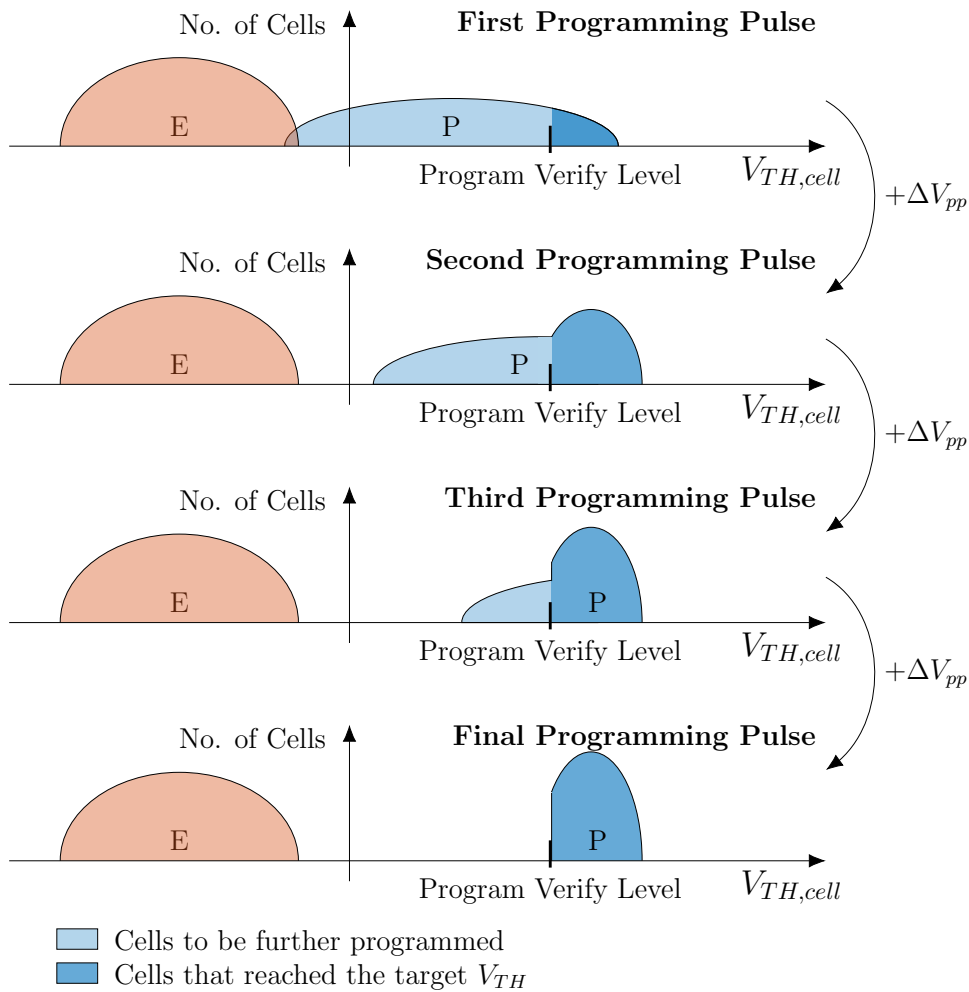 No. of Cells
First Programming Pulse
E
P
Program Verify Level
V_{TH,cell}
+ΔV_{pp}
No. of Cells
Second Programming Pulse
E
P
Program Verify Level
V_{TH,cell}
+ΔV_{pp}
No. of Cells
Third Programming Pulse
E
P
Program Verify Level
V_{TH,cell}
+ΔV_{pp}
No. of Cells
Final Programming Pulse
E
P
Program Verify Level
V_{TH,cell}
Cells to be further programmed
Cells that reached the target V_{TH}